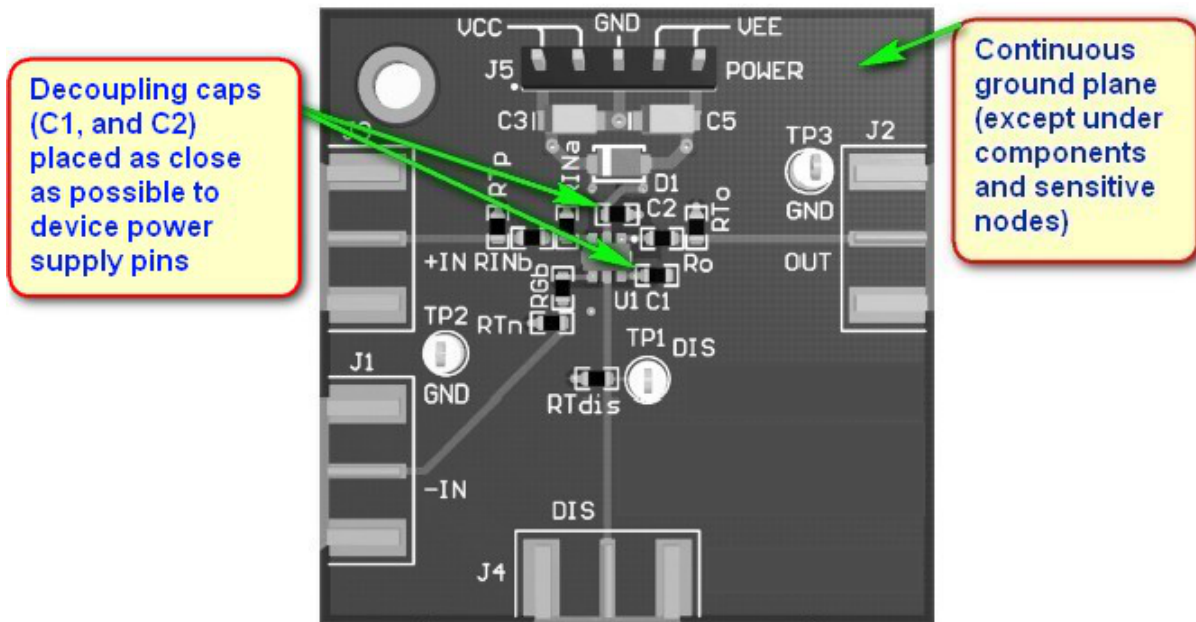 Decoupling caps
(C1, and C2)
placed as close
as possible to
device power
supply pins
VCC
GND
VEE
J5
POWER
C3
C5
TP3
GND
J2
D1
C2
RINa
RTo
+IN
RINb
Ro
OUT
RGb
U1
C1
RTn
TP2
GND
TP1
DIS
J1
RTdis
-IN
DIS
J4
Continuous
ground plane
(except under
components
and sensitive
nodes)